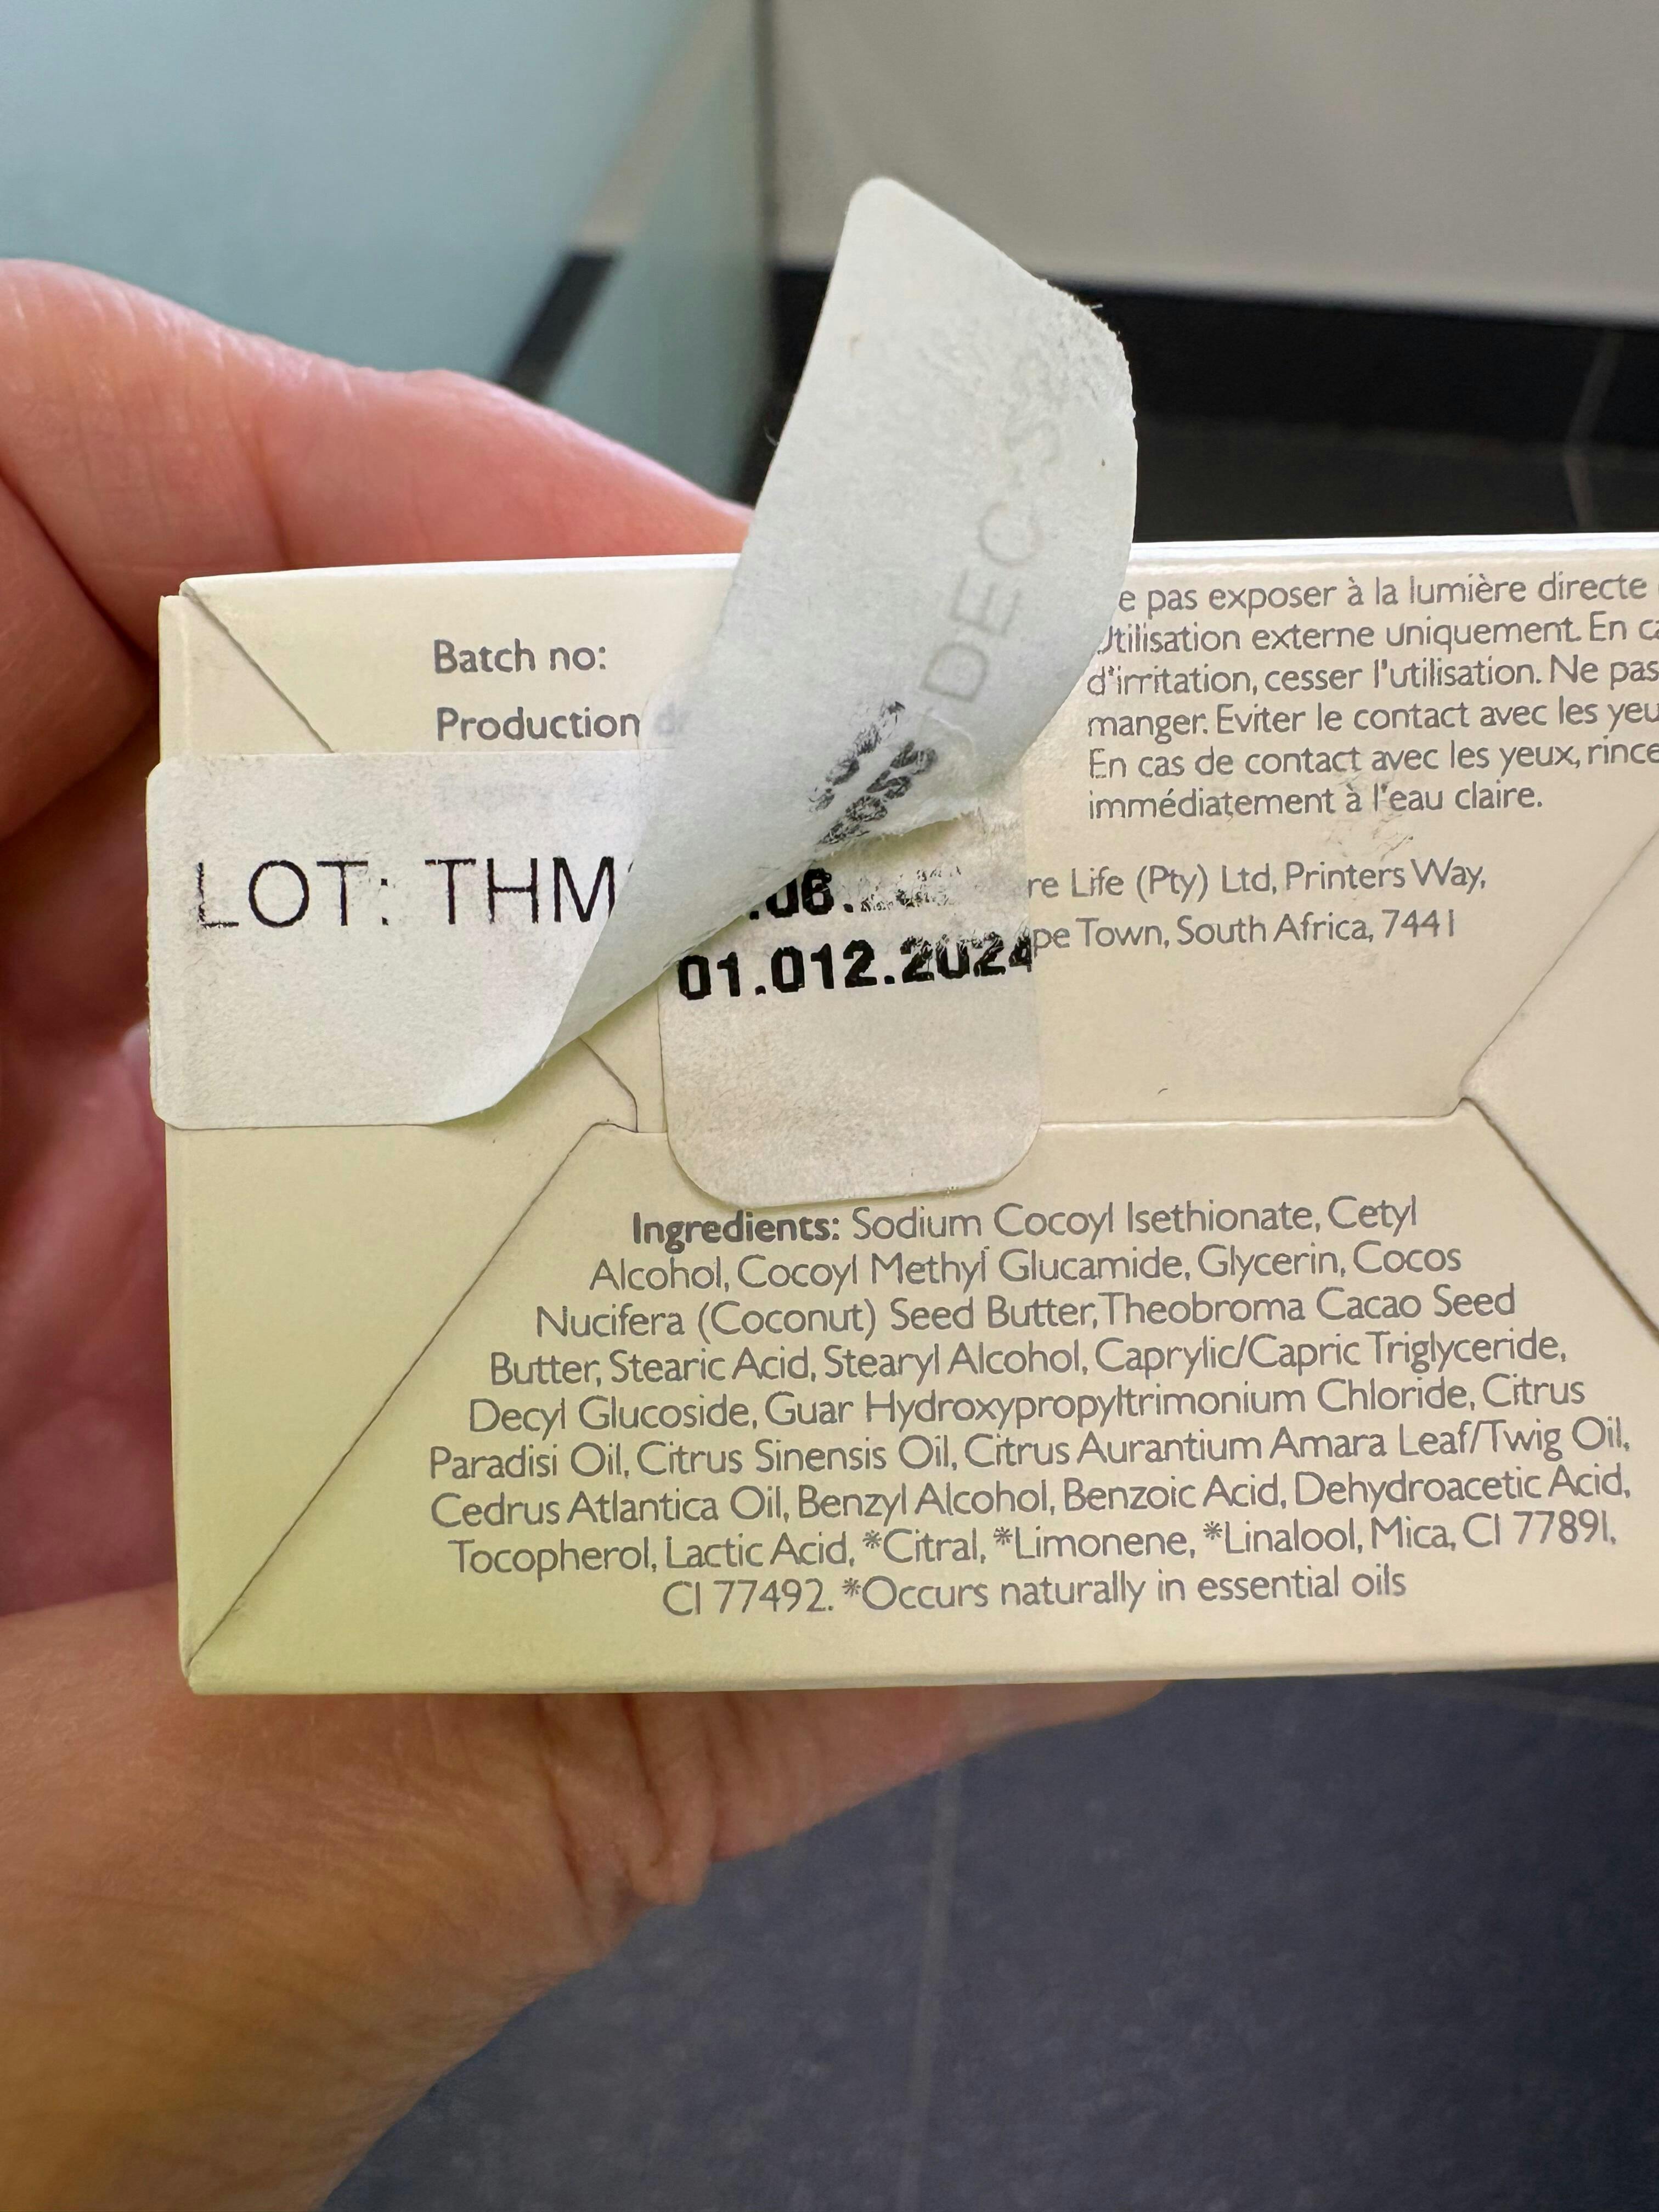 Batch no:
Production
LOT: THM
DEC
.06.
01.012.2024
e pas exposer à la lumière directe
Utilisation externe uniquement. En ca
d'irritation, cesser l'utilisation. Ne pas
manger. Eviter le contact avec les yeu
En cas de contact avec les yeux, rince
immédiatement à l'eau claire.
re Life (Pty) Ltd, Printers Way,
pe Town, South Africa, 7441
Ingredients: Sodium Cocoyl Isethionate, Cetyl
Alcohol, Cocoyl Methyl Glucamide, Glycerin, Cocos
Nucifera (Coconut) Seed Butter, Theobroma Cacao Seed
Butter, Stearic Acid, Stearyl Alcohol, Caprylic/Capric Triglyceride,
Decyl Glucoside, Guar Hydroxypropyltrimonium Chloride, Citrus
Paradisi Oil, Citrus Sinensis Oil, Citrus Aurantium Amara Leaf/Twig Oil,
Cedrus Atlantica Oil, Benzyl Alcohol, Benzoic Acid, Dehydroacetic Acid,
Tocopherol, Lactic Acid, *Citral, *Limonene, *Linalool, Mica, CI 77891,
CI 77492. *Occurs naturally in essential oils